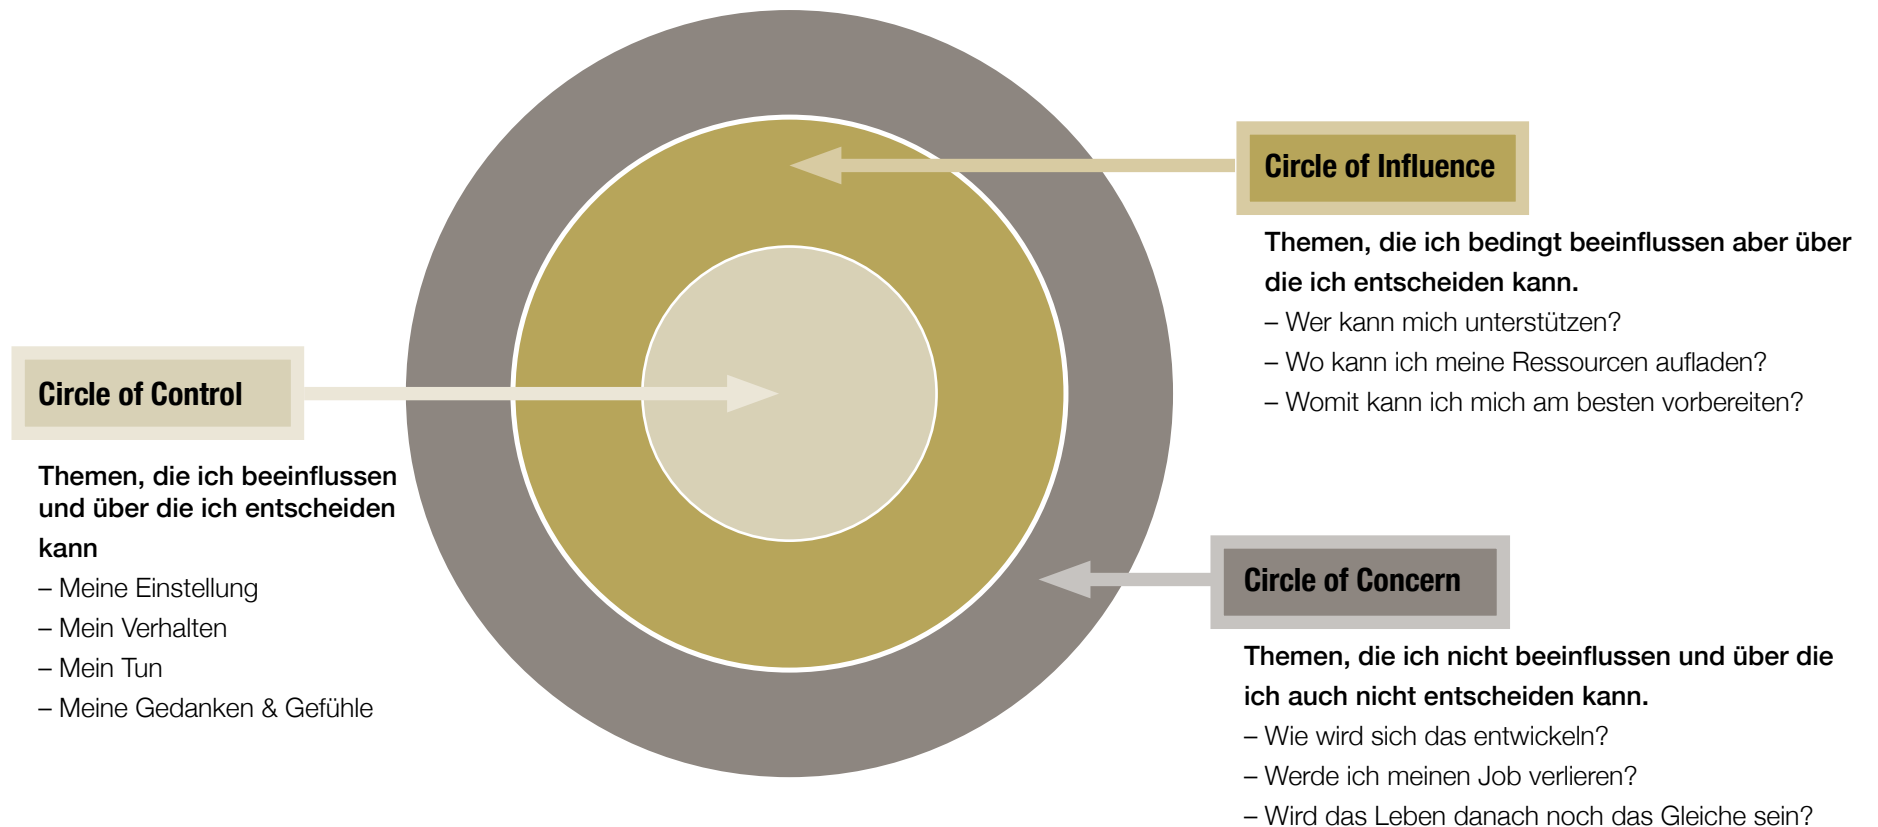 Circle of Influence
Themen, die ich bedingt beeinflussen aber über
die ich entscheiden kann.
– Wer kann mich unterstützen?
– Wo kann ich meine Ressourcen aufladen?
– Womit kann ich mich am besten vorbereiten?
Circle of Control
Themen, die ich beeinflussen
und über die ich entscheiden
kann
– Meine Einstellung
– Mein Verhalten
– Mein Tun
– Meine Gedanken & Gefühle
Circle of Concern
Themen, die ich nicht beeinflussen und über die
ich auch nicht entscheiden kann.
– Wie wird sich das entwickeln?
– Werde ich meinen Job verlieren?
– Wird das Leben danach noch das Gleiche sein?